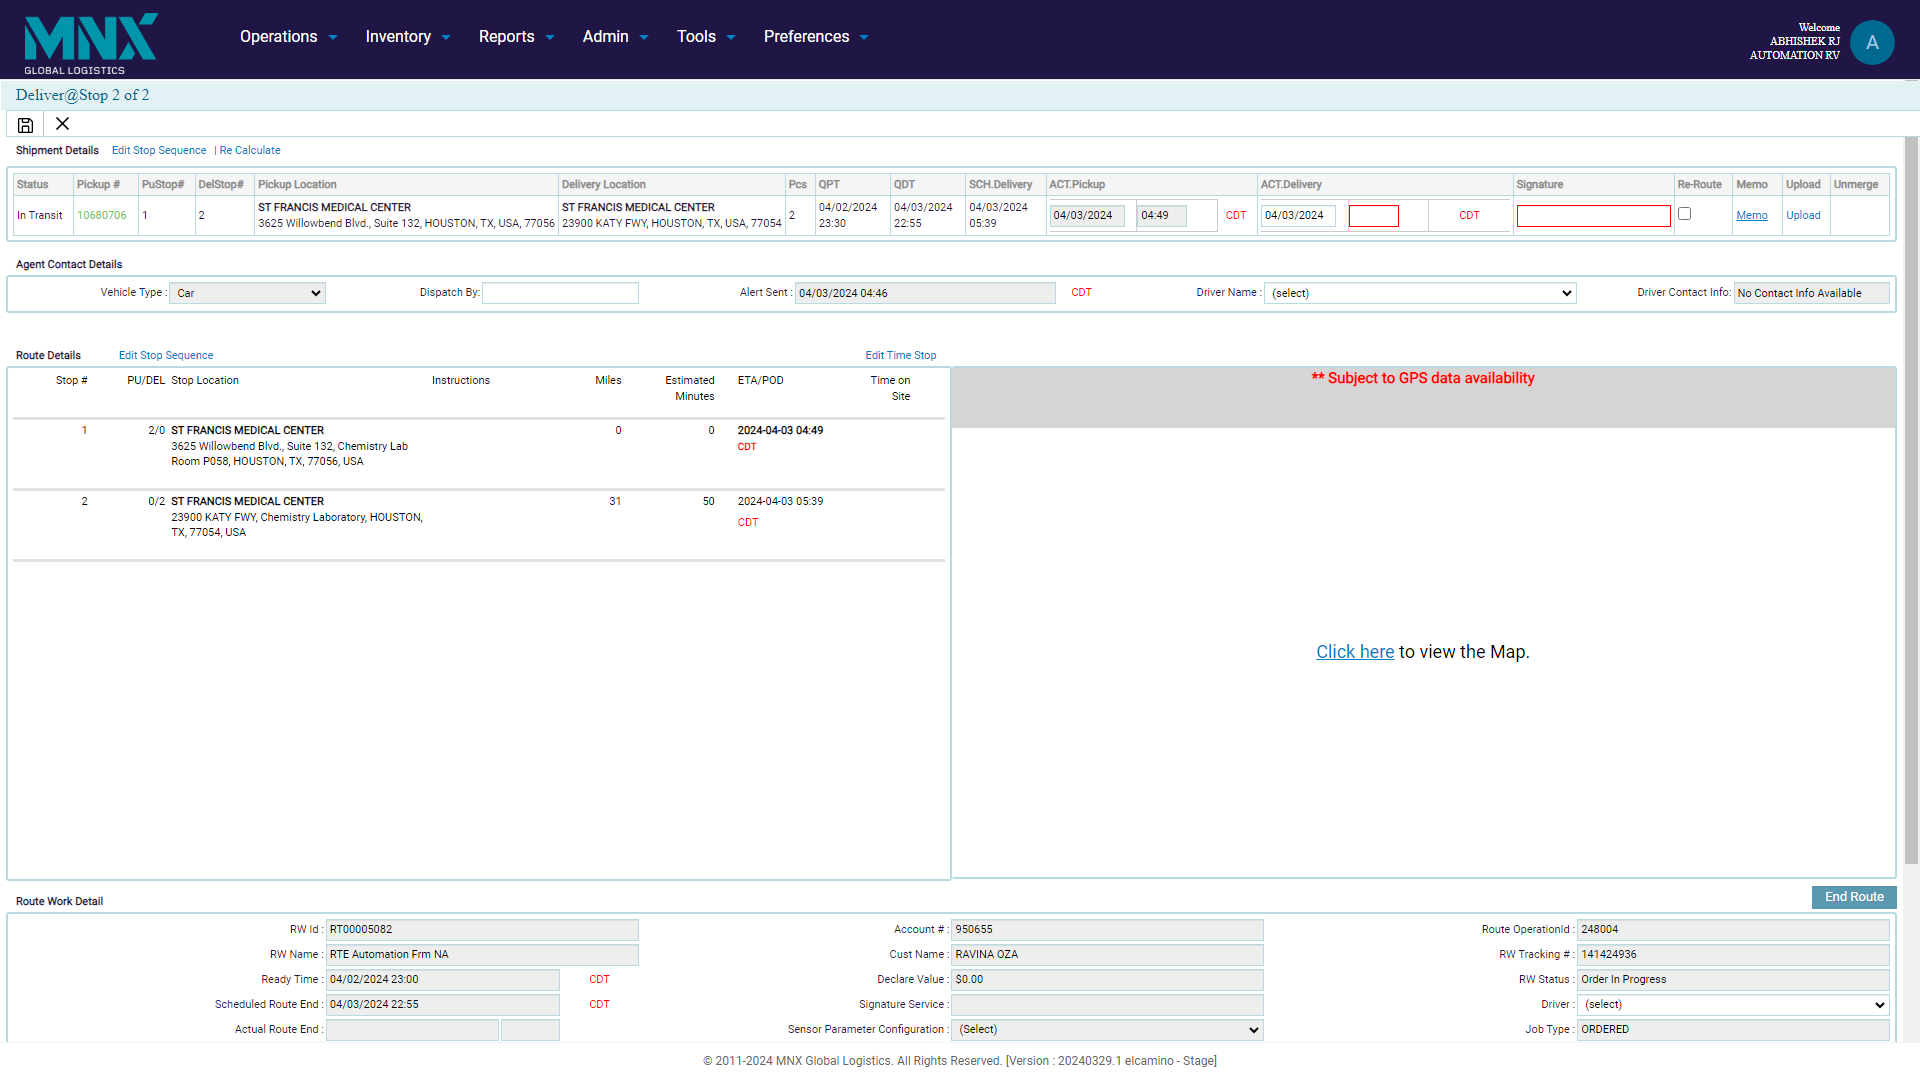 MNX
GLOBAL LOGISTICS
Operations Inventory Reports Admin Tools Preferences
Welcome
ABHISHEK RJ
AUTOMATION RV
A
Deliver@Stop 2 of 2
Shipment Details Edit Stop Sequence | Re Calculate
Status Pickup # PuStop# DelStop# Pickup Location Delivery Location Pcs QPT QDT SCH.Delivery ACT.Pickup ACT.Delivery Signature Re-Route Memo Upload Unmerge
In Transit 10680706 1 2 ST FRANCIS MEDICAL CENTER ST FRANCIS MEDICAL CENTER 2 04/02/2024 04/03/2024 04/03/2024 04/03/2024 04:49 CDT 04/03/2024 CDT Memo Upload
3625 Willowbend Blvd., Suite 132, HOUSTON, TX, USA, 77056 23900 KATY FWY, HOUSTON, TX, USA, 77054 23:30 22:55 05:39
Agent Contact Details
Vehicle Type : Car Dispatch By: Alert Sent : 04/03/2024 04:46 CDT Driver Name : (select) Driver Contact Info: No Contact Info Available
Route Details Edit Stop Sequence Edit Time Stop
Stop # PU/DEL Stop Location Instructions Miles Estimated Minutes ETA/POD Time on Site
** Subject to GPS data availability
1 2/0 ST FRANCIS MEDICAL CENTER 0 0 2024-04-03 04:49
3625 Willowbend Blvd., Suite 132, Chemistry Lab CDT
Room P058, HOUSTON, TX, 77056, USA
2 0/2 ST FRANCIS MEDICAL CENTER 31 50 2024-04-03 05:39
23900 KATY FWY, Chemistry Laboratory, HOUSTON, CDT
TX, 77054, USA
Click here to view the Map.
Route Work Detail
End Route
RW Id : RT00005082 Account # : 950655 Route OperationId : 248004
RW Name : RTE Automation Frm NA Cust Name : RAVINA OZA RW Tracking # : 141424936
Ready Time : 04/02/2024 23:00 CDT Declare Value : $0.00 RW Status : Order In Progress
Scheduled Route End : 04/03/2024 22:55 CDT Signature Service : Driver : (select)
Actual Route End : Sensor Parameter Configuration : (Select) Job Type : ORDERED
© 2011-2024 MNX Global Logistics. All Rights Reserved. [Version : 20240329.1 elcamino - Stage]